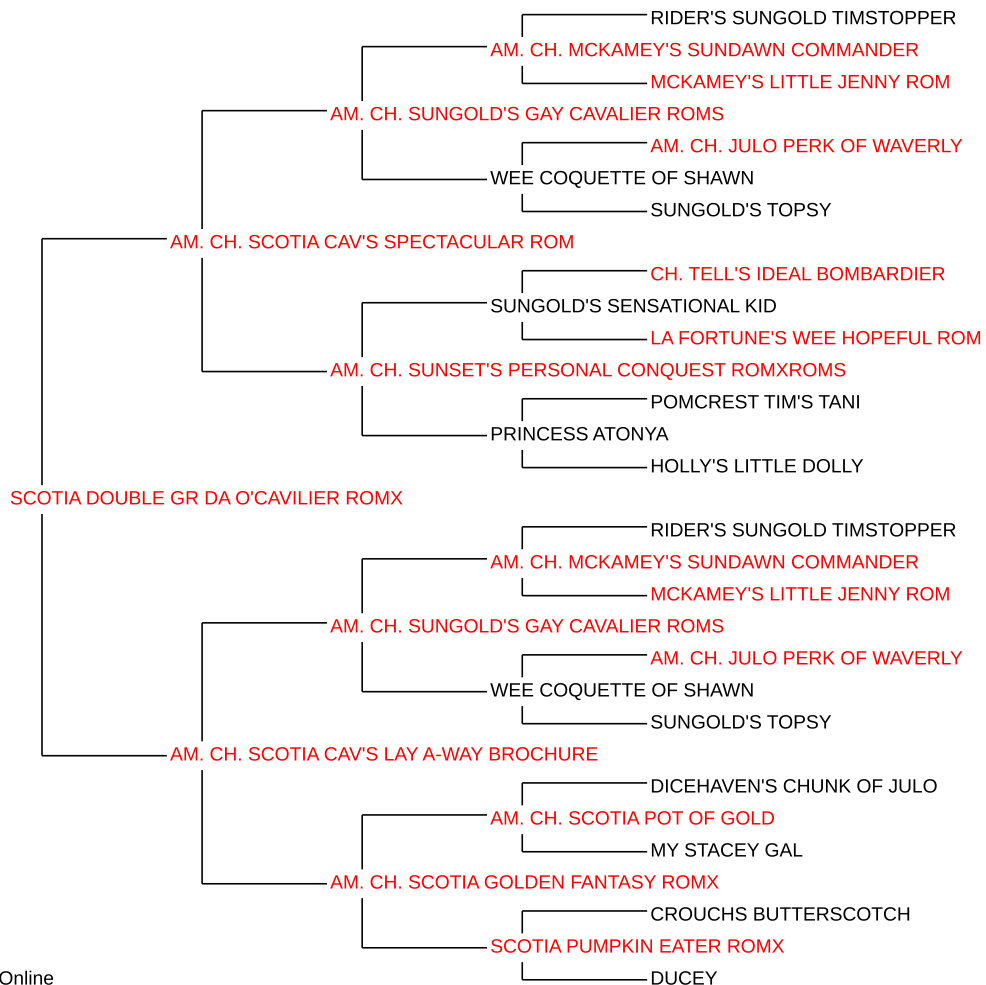 RIDER'S SUNGOLD TIMSTOPPER
AM. CH. MCKAMEY'S SUNDAWN COMMANDER
MCKAMEY'S LITTLE JENNY ROM
AM. CH. SUNGOLD'S GAY CAVALIER ROMS
AM. CH. JULO PERK OF WAVERLY
WEE COQUETTE OF SHAWN
SUNGOLD'S TOPSY
AM. CH. SCOTIA CAV'S SPECTACULAR ROM
CH. TELL'S IDEAL BOMBARDIER
SUNGOLD'S SENSATIONAL KID
LA FORTUNE'S WEE HOPEFUL ROM
AM. CH. SUNSET'S PERSONAL CONQUEST ROMXROMS
POMCREST TIM'S TANI
PRINCESS ATONYA
HOLLY'S LITTLE DOLLY
SCOTIA DOUBLE GR DA O'CAVILIER ROMX
RIDER'S SUNGOLD TIMSTOPPER
AM. CH. MCKAMEY'S SUNDAWN COMMANDER
MCKAMEY'S LITTLE JENNY ROM
AM. CH. SUNGOLD'S GAY CAVALIER ROMS
AM. CH. JULO PERK OF WAVERLY
WEE COQUETTE OF SHAWN
SUNGOLD'S TOPSY
AM. CH. SCOTIA CAV'S LAY A-WAY BROCHURE
DICEHAVEN'S CHUNK OF JULO
AM. CH. SCOTIA POT OF GOLD
MY STACEY GAL
AM. CH. SCOTIA GOLDEN FANTASY ROMX
CROUCHS BUTTERSCOTCH
SCOTIA PUMPKIN EATER ROMX
DUCEY
Online